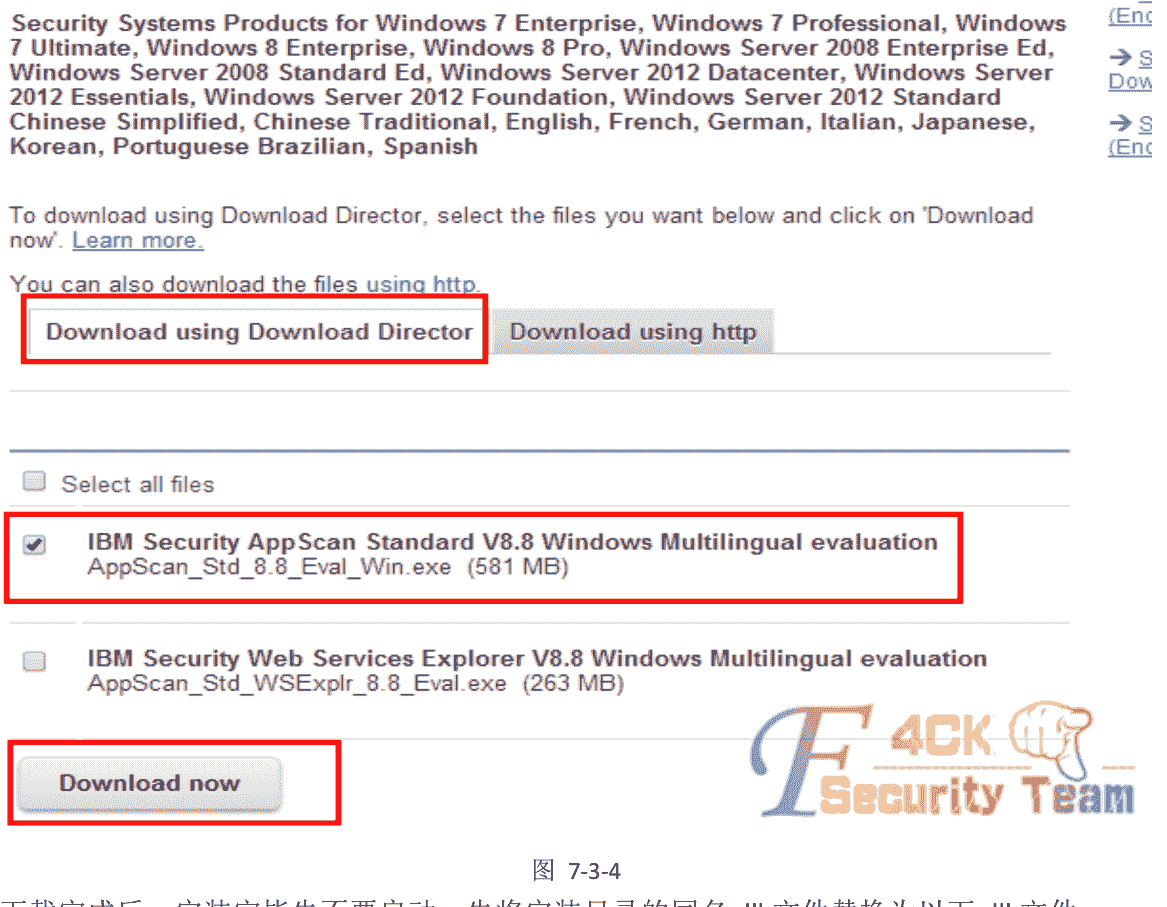 Security Systems Products for Windows 7 Enterprise, Windows 7 Professional, Windows
7 Ultimate, Windows 8 Enterprise, Windows 8 Pro, Windows Server 2008 Enterprise Ed,
Windows Server 2008 Standard Ed, Windows Server 2012 Datacenter, Windows Server
2012 Essentials, Windows Server 2012 Foundation, Windows Server 2012 Standard
Chinese Simplified, Chinese Traditional, English, French, German, Italian, Japanese,
Korean, Portuguese Brazilian, Spanish
To download using Download Director, select the files you want below and click on 'Download
now'. Learn more.
You can also download the files using http.
Download using Download Director
Download using http
Select all files
IBM Security AppScan Standard V8.8 Windows Multilingual evaluation
AppScan_Std_8.8_Eval_Win.exe (581 MB)
IBM Security Web Services Explorer V8.8 Windows Multilingual evaluation
AppScan_Std_WSExplr_8.8_Eval.exe (263 MB)
Download now
F4CK
Security Team
图 7-3-4